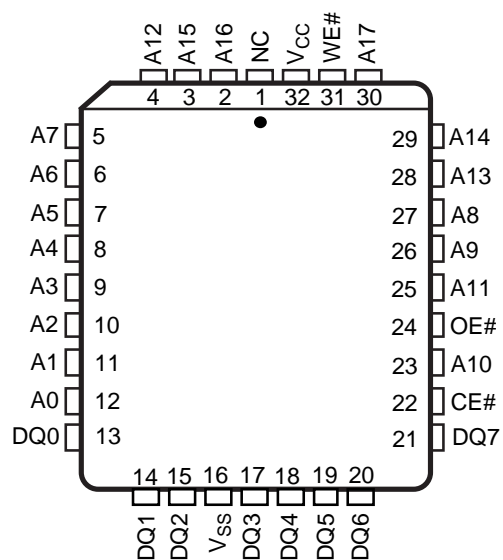 A12 A15 A16 NC VCC WE# A17
4 3 2 1 32 31 30
A7 5 29 A14
A6 6 28 A13
A5 7 27 A8
A4 8 26 A9
A3 9 25 A11
A2 10 24 OE#
A1 11 23 A10
A0 12 22 CE#
DQ0 13 21 DQ7
14 15 16 17 18 19 20
DQ1 DQ2 VSS DQ3 DQ4 DQ5 DQ6